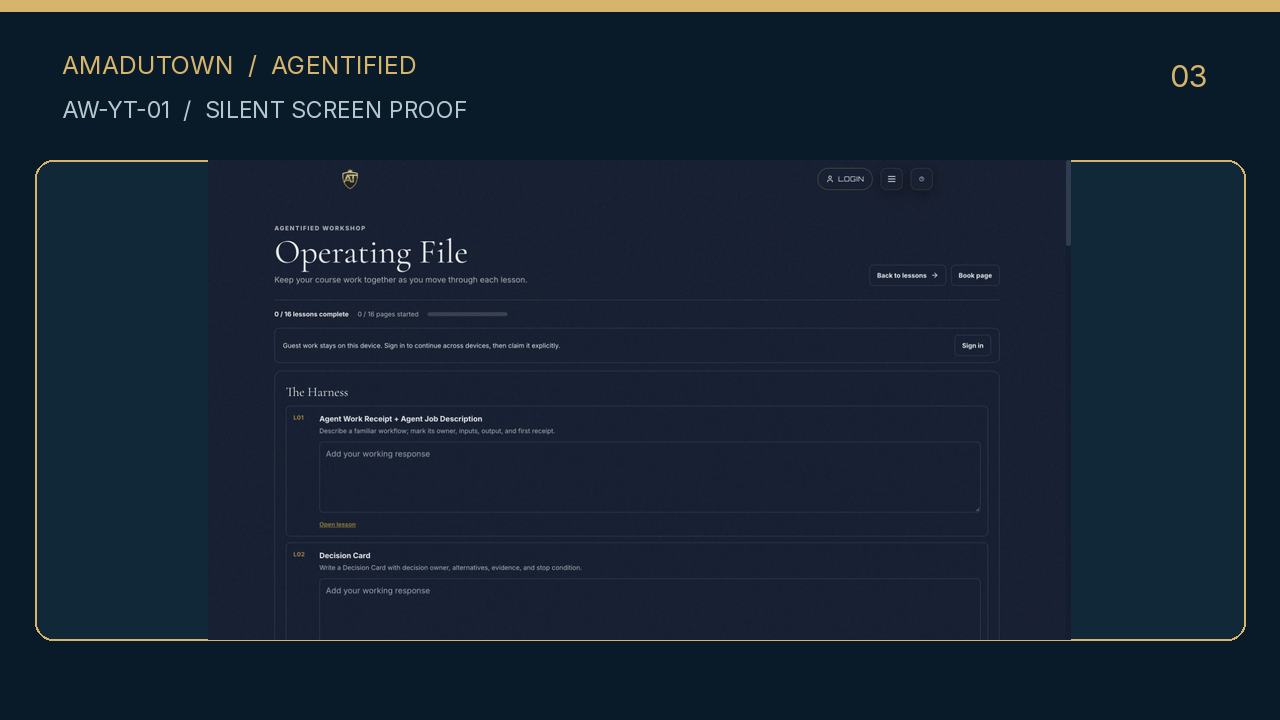 AMADUTOWN / AGENTIFIED
03
AW-YT-01 / SILENT SCREEN PROOF
AT
LOGIN
AGENTIFIED WORKSHOP
Operating File
Keep your course work together as you move through each lesson.
Back to lessons →
Book page
0 / 16 lessons complete 0 / 16 pages started
Guest work stays on this device. Sign in to continue across devices, then claim it explicitly.
Sign in
The Harness
L01 Agent Work Receipt + Agent Job Description
Describe a familiar workflow; mark its owner, inputs, output, and first receipt.
Add your working response
Open lesson
L02 Decision Card
Write a Decision Card with decision owner, alternatives, evidence, and stop condition.
Add your working response